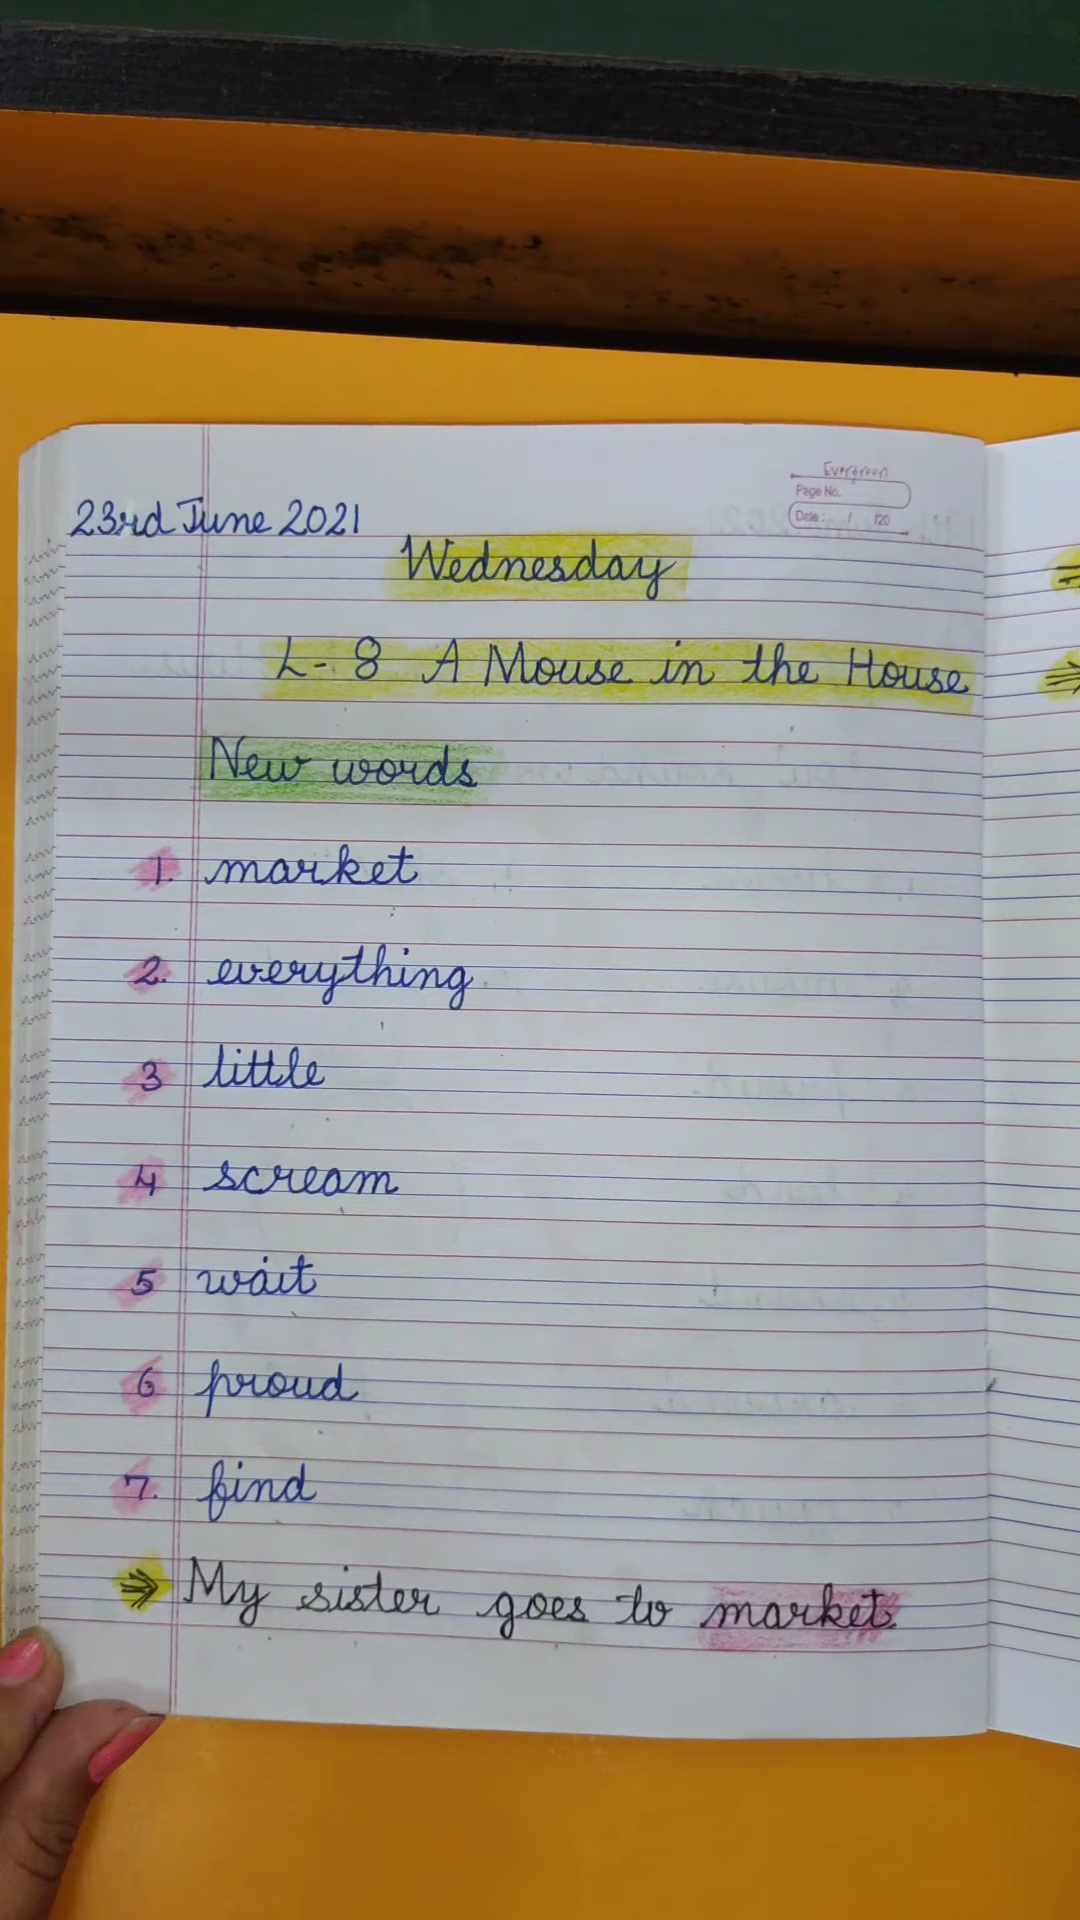 Evergreen
Page No.
Date: / /20
23rd June 2021
Wednesday
L- 8 A Mouse in the House
New words
1. market
2. everything
3 little
4 scream
5 wait
6 proud
7. find
⇒ My sister goes to market.